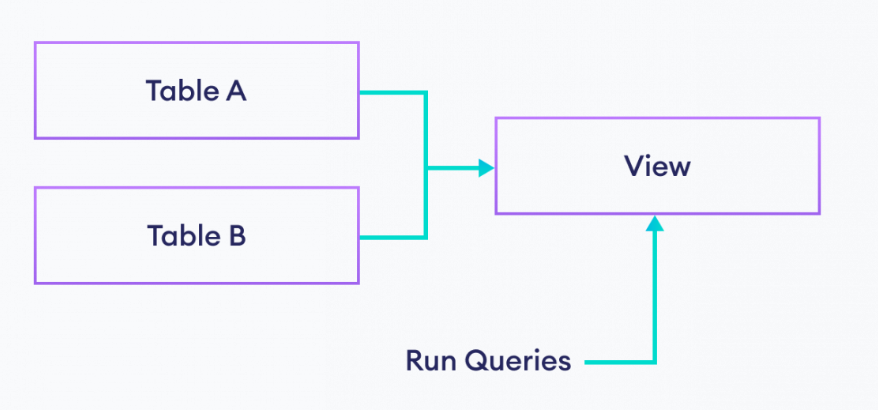 Table A
Table B
View
Run Queries